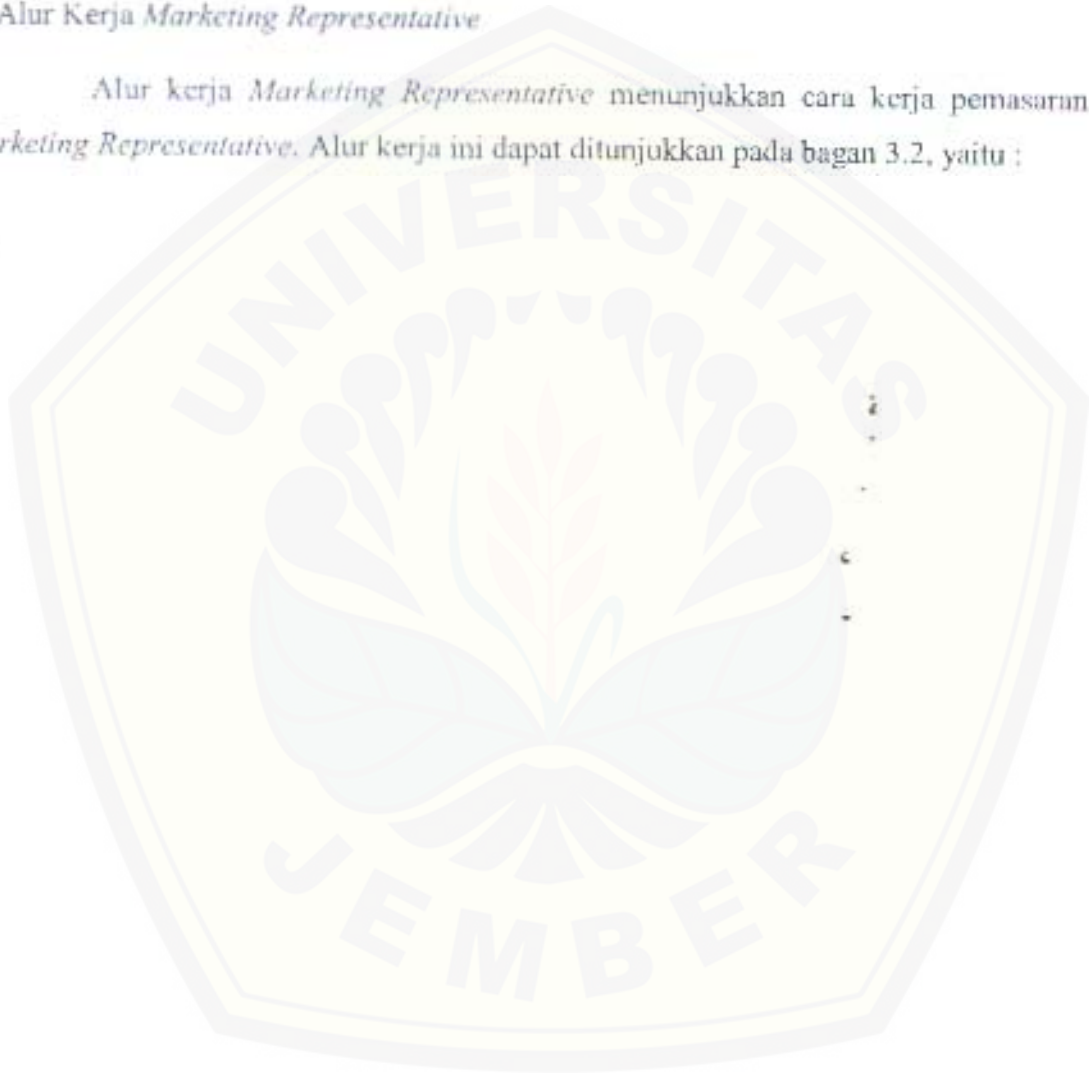 Alur Kerja Marketing Representative
Alur kerja Marketing Representative menunjukkan cara kerja pemasaran
rketing Representative. Alur kerja ini dapat ditunjukkan pada bagan 3.2, yaitu :
UNIVERSITAS
JEMBER